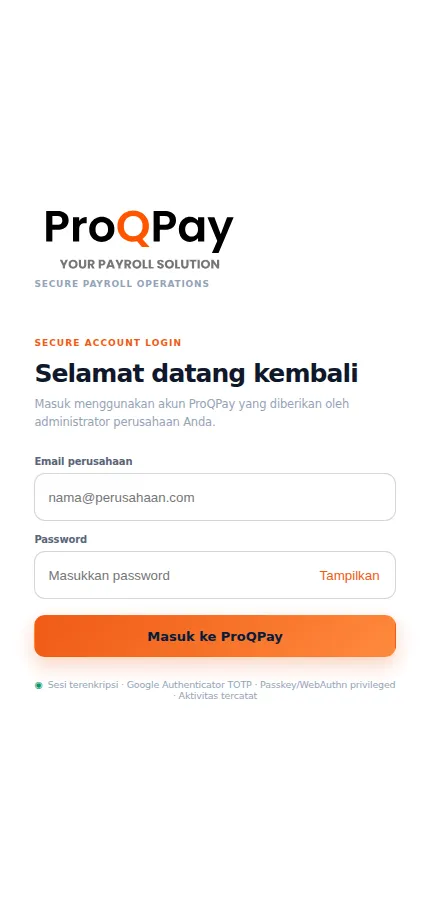 ProQPay
YOUR PAYROLL SOLUTION
SECURE PAYROLL OPERATIONS
SECURE ACCOUNT LOGIN
Selamat datang kembali
Masuk menggunakan akun ProQPay yang diberikan oleh
administrator perusahaan Anda.
Email perusahaan
nama@perusahaan.com
Password
Masukkan password Tampilkan
Masuk ke ProQPay
Sesi terenkripsi · Google Authenticator TOTP · Passkey/WebAuthn privileged
· Aktivitas tercatat